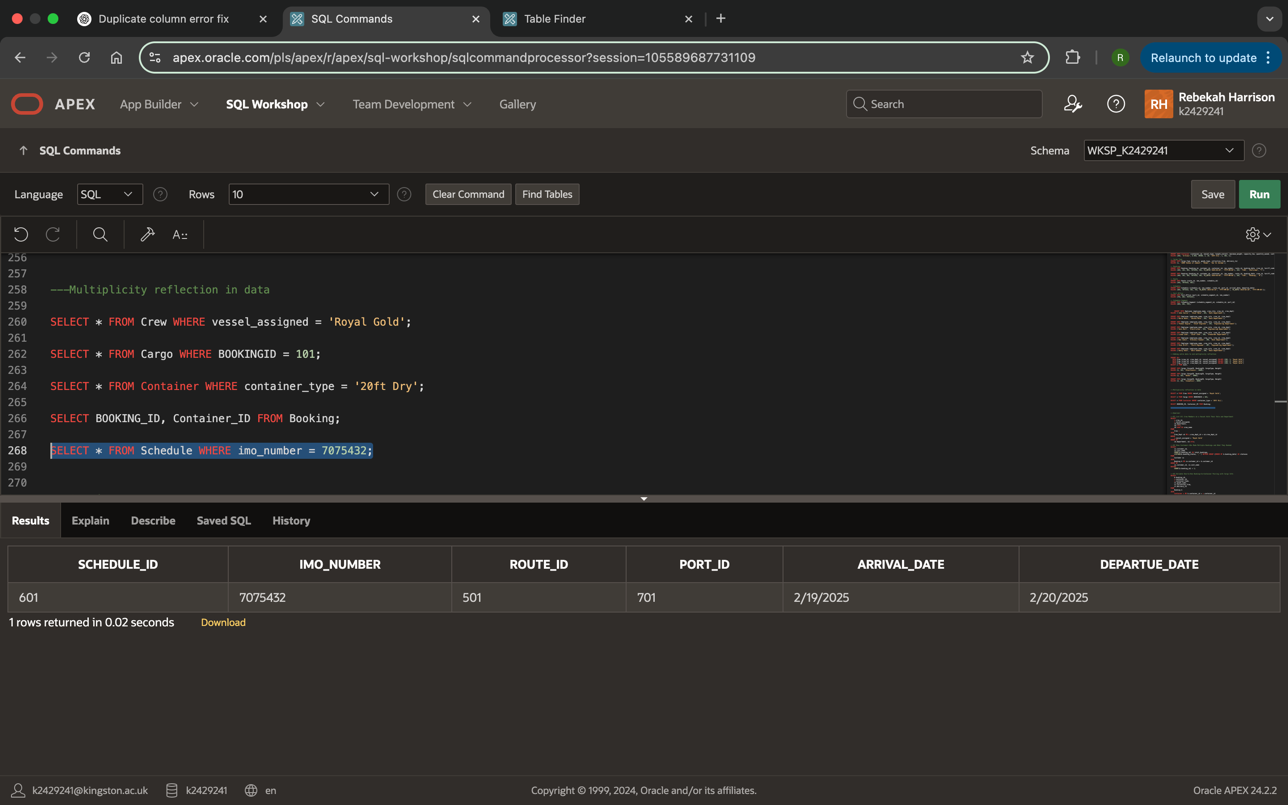 Duplicate column error fix
SQL Commands
Table Finder
apex.oracle.com/pls/apex/r/apex/sql-workshop/sqlcommandprocessor?session=105589687731109
R
Relaunch to update
APEX
App Builder
SQL Workshop
Team Development
Gallery
Search
RH
Rebekah Harrison
k2429241
SQL Commands
Schema
WKSP_K2429241
Language
SQL
Rows
10
Clear Command
Find Tables
Save
Run
256
257
258 ---Multiplicity reflection in data
259
260 SELECT * FROM Crew WHERE vessel_assigned = 'Royal Gold';
261
262 SELECT * FROM Cargo WHERE BOOKINGID = 101;
263
264 SELECT * FROM Container WHERE container_type = '20ft Dry';
265
266 SELECT BOOKING_ID, Container_ID FROM Booking;
267
268 SELECT * FROM Schedule WHERE imo_number = 7075432;
269
270
Results Explain Describe Saved SQL History
SCHEDULE_ID IMO_NUMBER ROUTE_ID PORT_ID ARRIVAL_DATE DEPARTUE_DATE
601 7075432 501 701 2/19/2025 2/20/2025
1 rows returned in 0.02 seconds Download
k2429241@kingston.ac.uk k2429241 en
Copyright © 1999, 2024, Oracle and/or its affiliates.
Oracle APEX 24.2.2